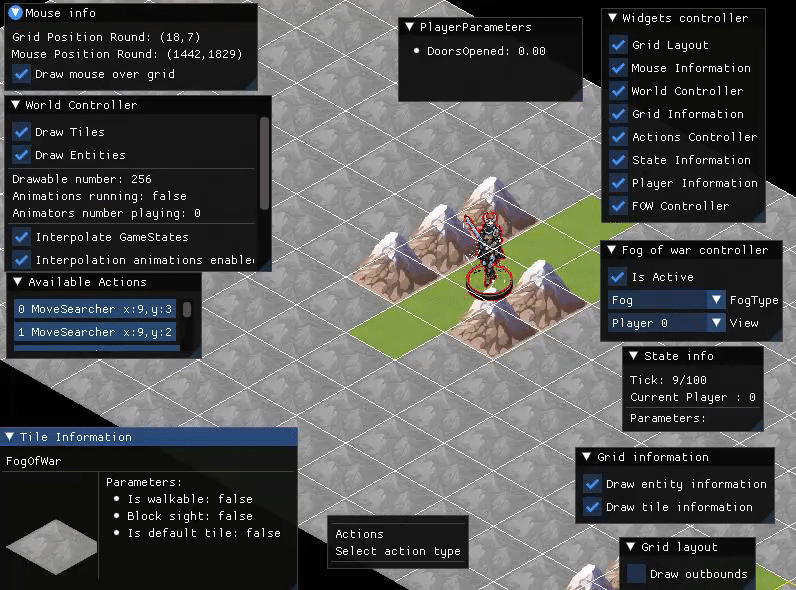 Mouse info
Grid Position Round: (18,7)
Mouse Position Round: (1442,1829)
Draw mouse over grid
World Controller
Draw Tiles
Draw Entities
Drawable number: 256
Animations running: false
Animators number playing: 0
Interpolate GameStates
Interpolation animations enable
Available Actions
0 MoveSearcher x:9,y:3
1 MoveSearcher x:9,y:2
Tile Information
FogOfWar
Parameters:
Is walkable: false
Block sight: false
Is default tile: false
PlayerParameters
DoorsOpened: 0.00
Actions
Select action type
Widgets controller
Grid Layout
Mouse Information
World Controller
Grid Information
Actions Controller
State Information
Player Information
FOW Controller
Fog of war controller
Is Active
Fog FogType
Player 0 View
State info
Tick: 9/100
Current Player : 0
Parameters:
Grid information
Draw entity information
Draw tile information
Grid layout
Draw outbounds